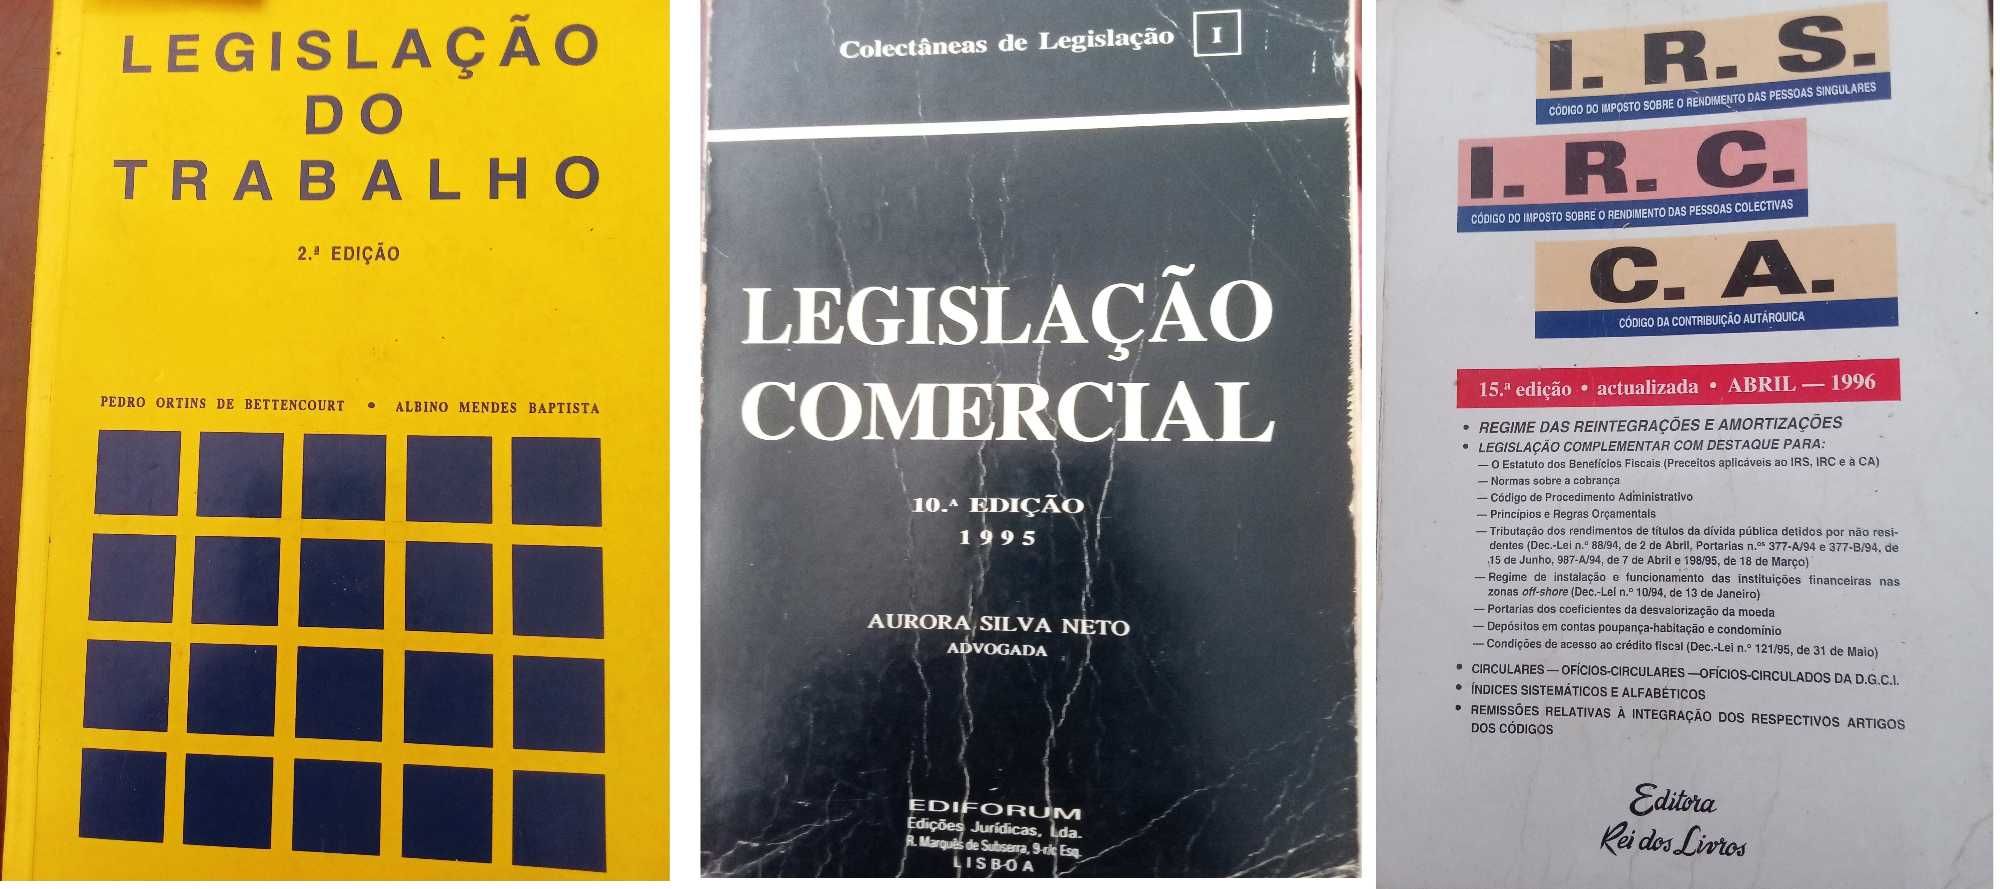 LEGISLAÇÃO
DO
TRABALHO
2.ª EDIÇÃO
PEDRO ORTINS DE BETTENCOURT • ALBINO MENDES BAPTISTA
Colectâneas de Legislação I
LEGISLAÇÃO
COMERCIAL
10.ª EDIÇÃO
1995
AURORA SILVA NETO
ADVOGADA
EDIFORUM
Edições Jurídicas, Lda.
R. Marquês de Subserra, 9-r/c Esq.
LISBOA
I. R. S.
CÓDIGO DO IMPOSTO SOBRE O RENDIMENTO DAS PESSOAS SINGULARES
I. R. C.
CÓDIGO DO IMPOSTO SOBRE O RENDIMENTO DAS PESSOAS COLECTIVAS
C. A.
CÓDIGO DA CONTRIBUIÇÃO AUTÁRQUICA
15.ª edição • actualizada • ABRIL — 1996
• REGIME DAS REINTEGRAÇÕES E AMORTIZAÇÕES
• LEGISLAÇÃO COMPLEMENTAR COM DESTAQUE PARA:
— O Estatuto dos Benefícios Fiscais (Preceitos aplicáveis ao IRS, IRC e à CA)
— Normas sobre a cobrança
— Código de Procedimento Administrativo
— Princípios e Regras Orçamentais
— Tributação dos rendimentos de títulos da dívida pública detidos por não resi-
dentes (Dec.-Lei n.º 88/94, de 2 de Abril, Portarias n.ºs 377-A/94 e 377-B/94, de
15 de Junho, 987-A/94, de 7 de Abril e 198/95, de 18 de Março)
— Regime de instalação e funcionamento das instituições financeiras nas
zonas off-shore (Dec.-Lei n.º 10/94, de 13 de Janeiro)
— Portarias dos coeficientes da desvalorização da moeda
— Depósitos em contas poupança-habitação e condomínio
— Condições de acesso ao crédito fiscal (Dec.-Lei n.º 121/95, de 31 de Maio)
• CIRCULARES — OFÍCIOS-CIRCULARES —OFÍCIOS-CIRCULADOS DA D.G.C.I.
• ÍNDICES SISTEMÁTICOS E ALFABÉTICOS
• REMISSÕES RELATIVAS À INTEGRAÇÃO DOS RESPECTIVOS ARTIGOS
DOS CÓDIGOS
Editora
Rei dos Livros